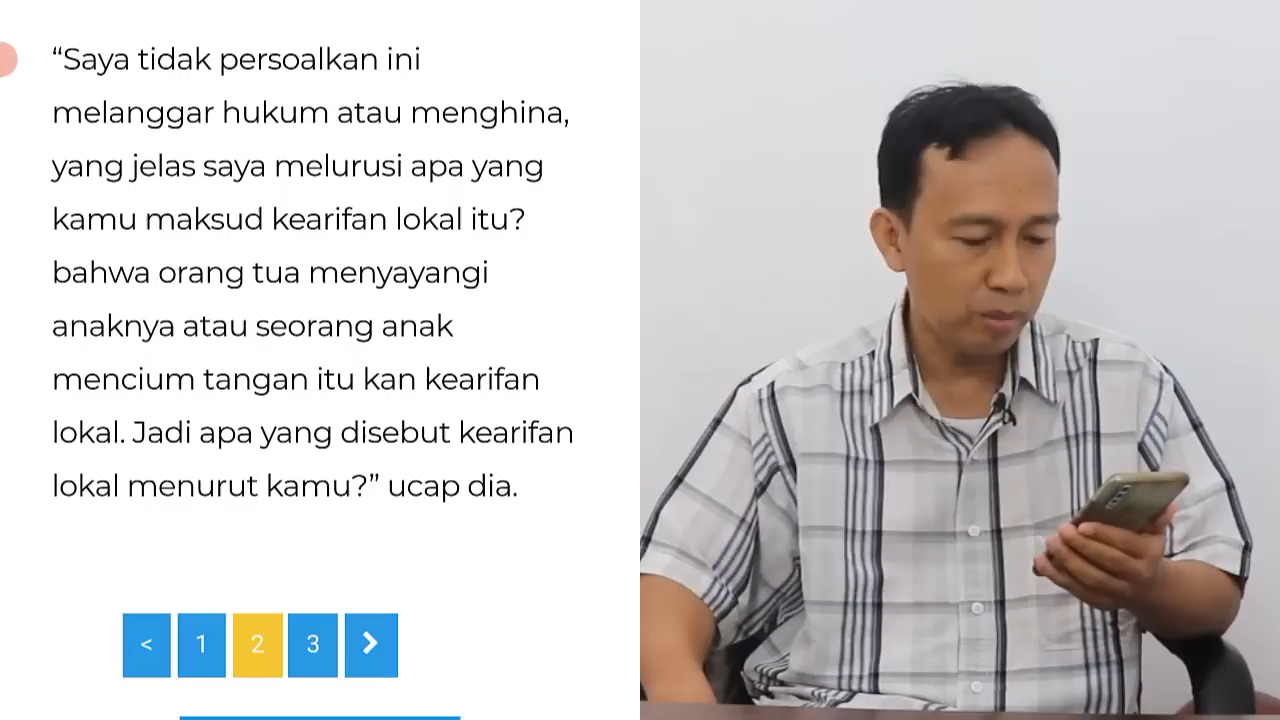 “Saya tidak persoalkan ini
melanggar hukum atau menghina,
yang jelas saya melurusi apa yang
kamu maksud kearifan lokal itu?
bahwa orang tua menyayangi
anaknya atau seorang anak
mencium tangan itu kan kearifan
lokal. Jadi apa yang disebut kearifan
lokal menurut kamu?” ucap dia.
< 1 2 3 >